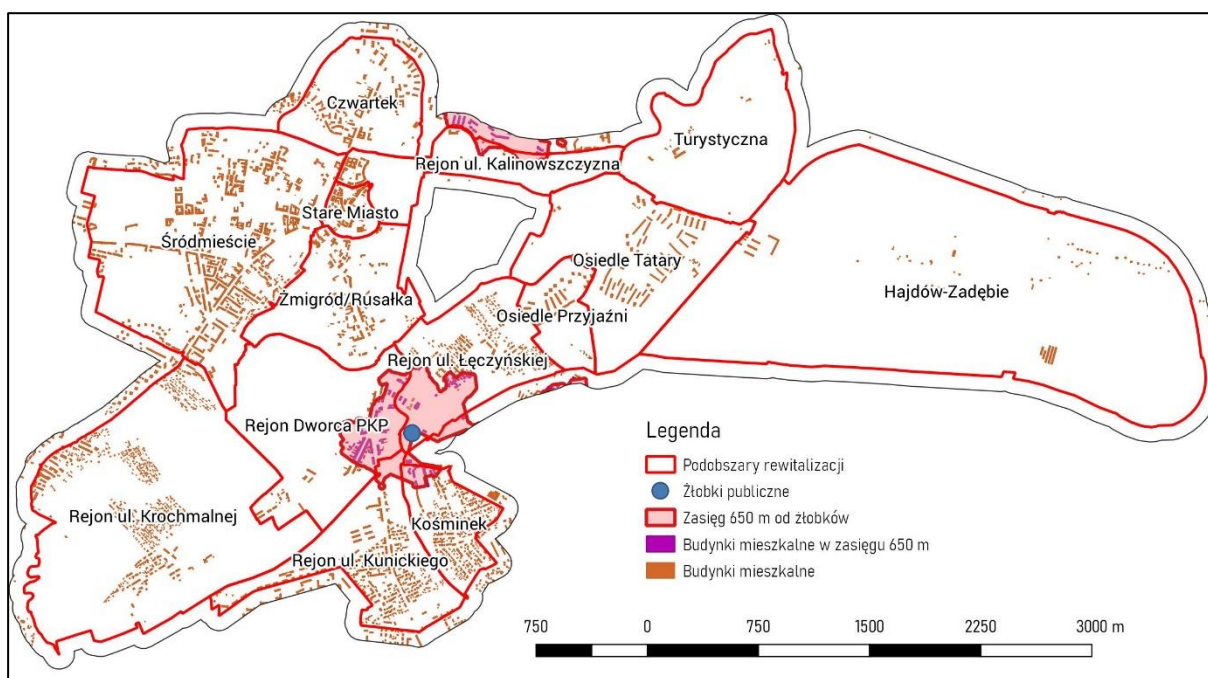 Czwartek
Turystyczna
Rejon ul. Kalinowszczyzna
Stare Miasto
Śródmieście
Osiedle Tatary
Żmigród/Rusałka
Hajdów-Zadębie
Osiedle Przyjaźni
Rejon ul. Łęczyńskiej
Rejon Dworca PKP
Legenda
Podobszary rewitalizacji
Żłobki publiczne
Rejon ul. Krochmalnej
Zasięg 650 m od żłobków
Kośminek
Budynki mieszkalne w zasięgu 650 m
Rejon ul. Kunickiego
Budynki mieszkalne
750 0 750 1500 2250 3000 m